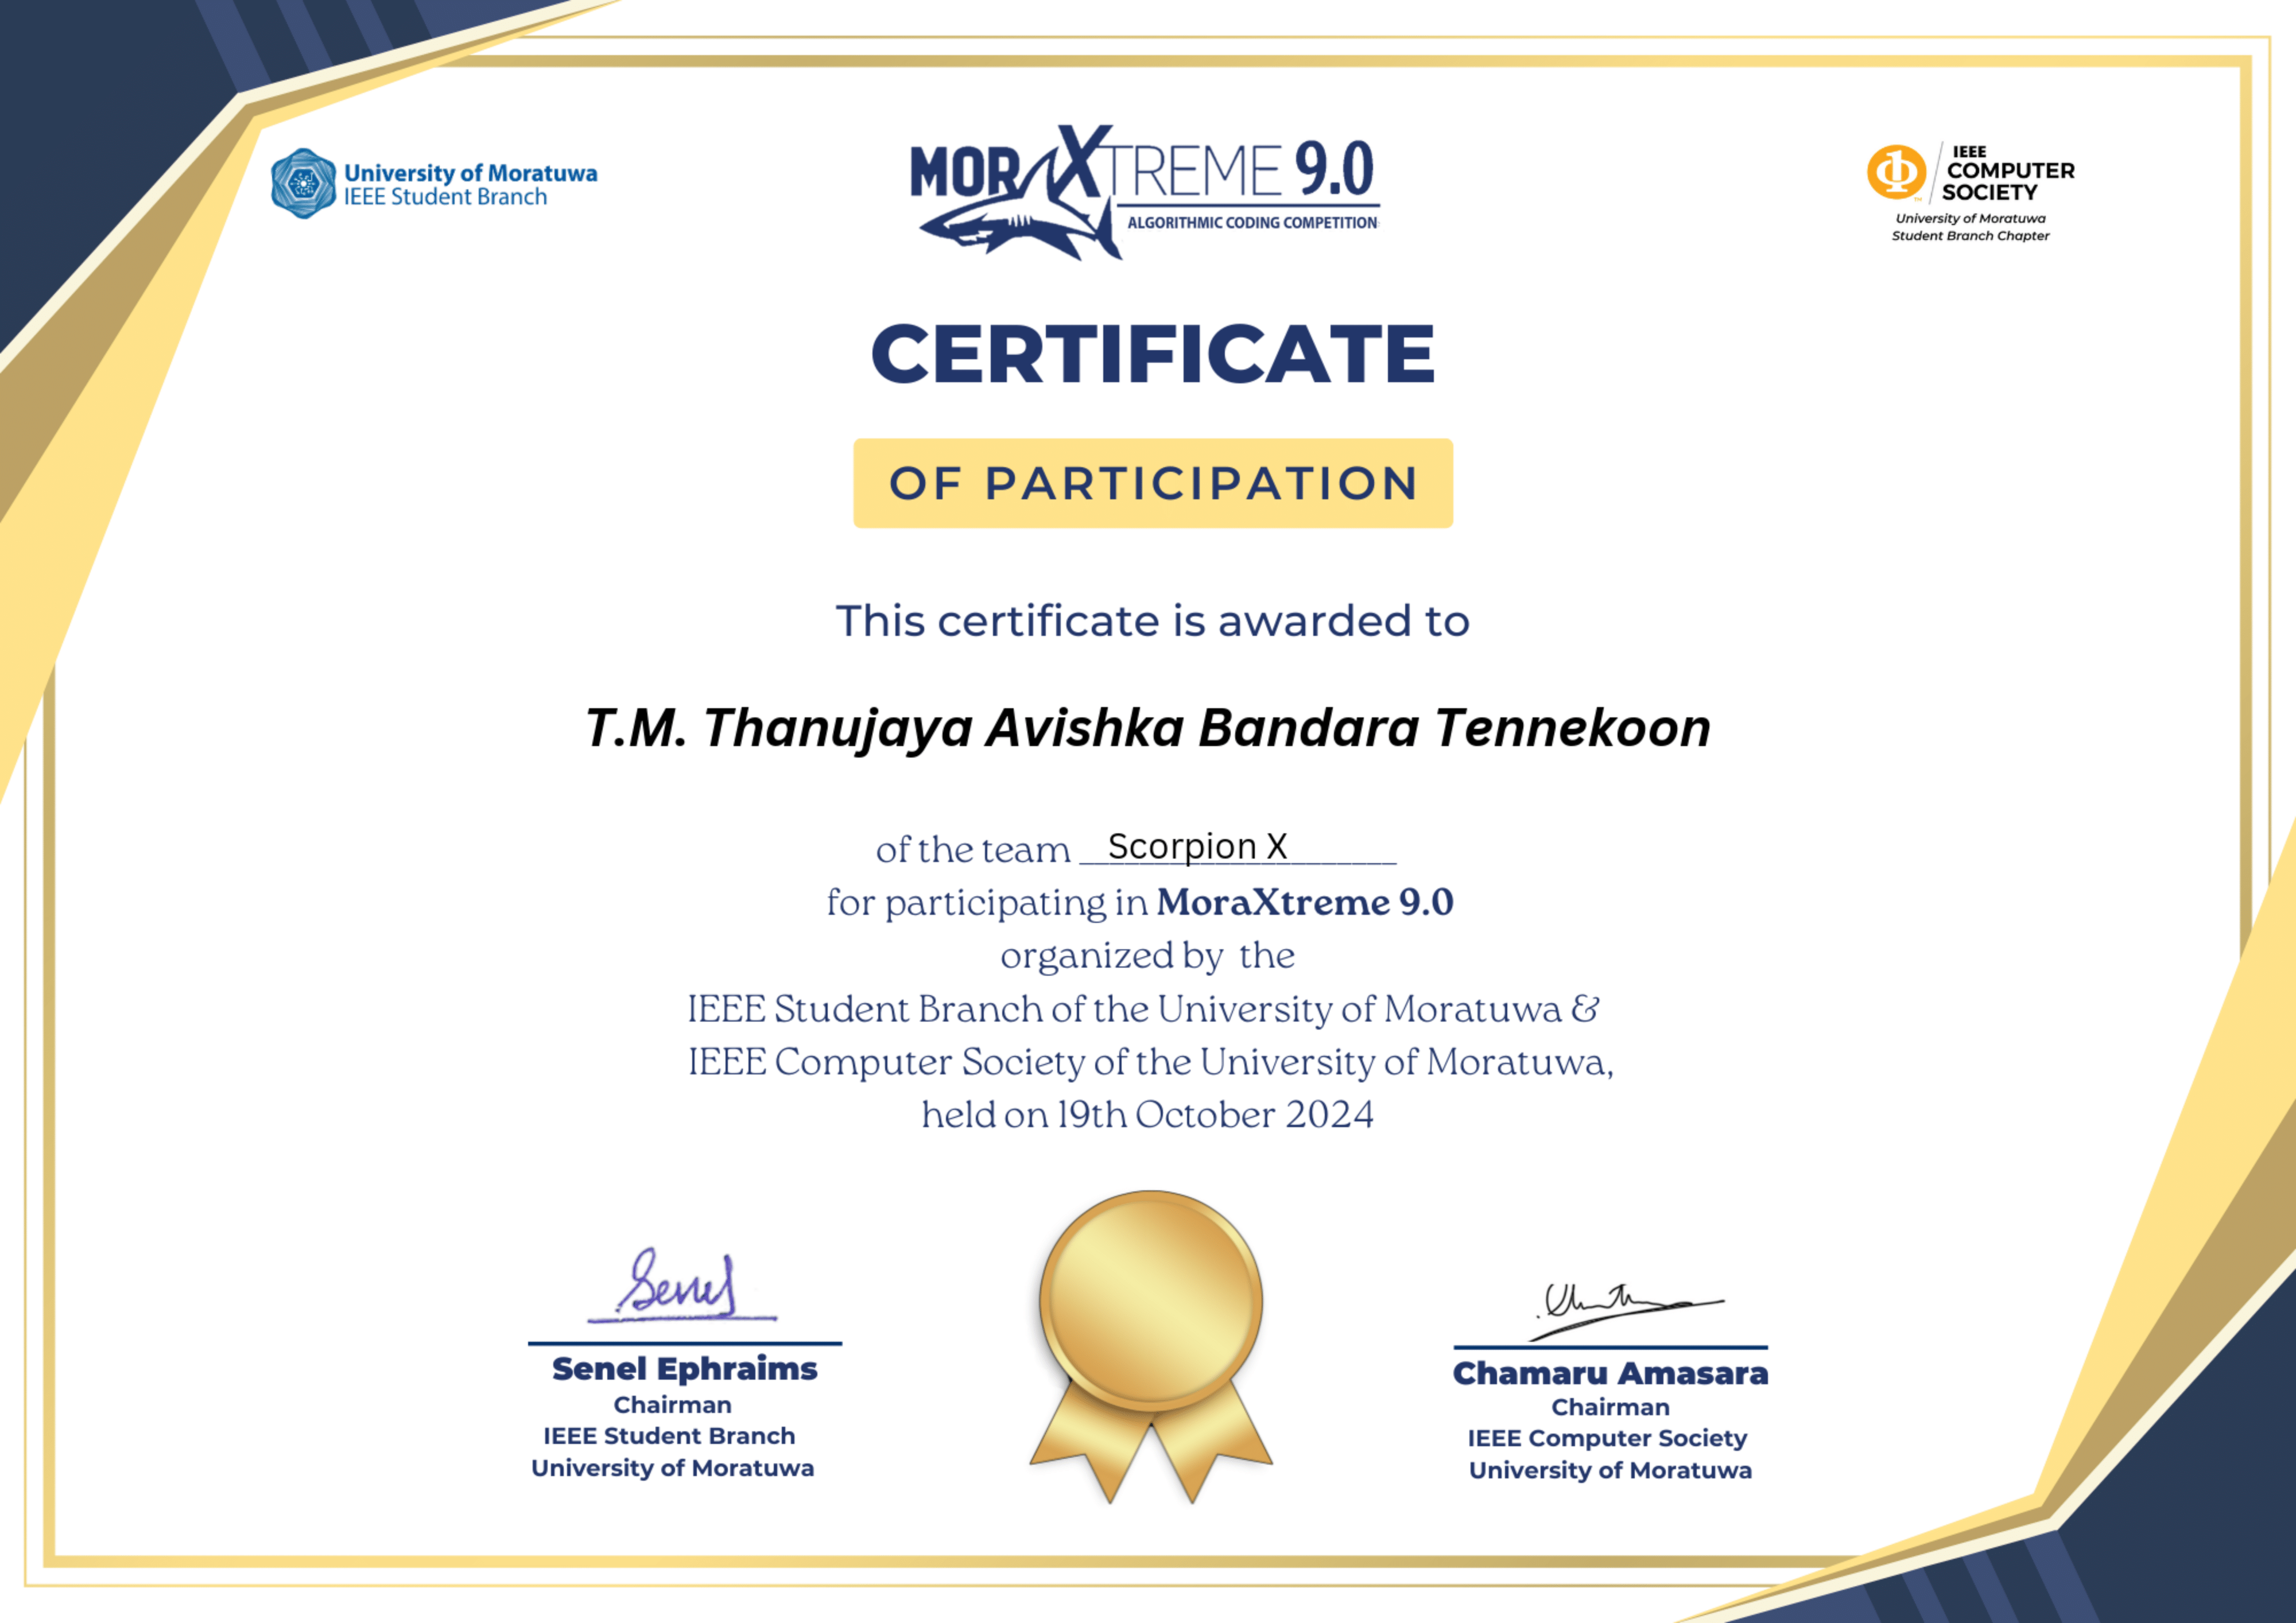 University of Moratuwa
IEEE Student Branch
MORAXTREME 9.0
ALGORITHMIC CODING COMPETITION
IEEE
COMPUTER
SOCIETY
University of Moratuwa
Student Branch Chapter
CERTIFICATE
OF PARTICIPATION
This certificate is awarded to
T.M. Thanujaya Avishka Bandara Tennekoon
of the team Scorpion X
for participating in MoraXtreme 9.0
organized by the
IEEE Student Branch of the University of Moratuwa &
IEEE Computer Society of the University of Moratuwa,
held on 19th October 2024
Senel
Senel Ephraims
Chairman
IEEE Student Branch
University of Moratuwa
Chamaru Amasara
Chairman
IEEE Computer Society
University of Moratuwa